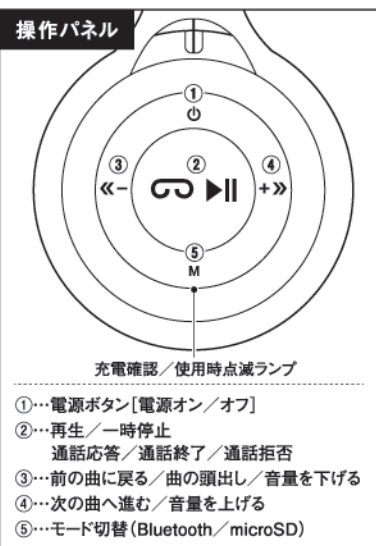 操作パネル
①
⏻
③
②
④
«−
▶||
+»
⑤
M
充電確認／使用時点滅ランプ
①…電源ボタン[電源オン／オフ]
②…再生／一時停止
通話応答／通話終了／通話拒否
③…前の曲に戻る／曲の頭出し／音量を下げる
④…次の曲へ進む／音量を上げる
⑤…モード切替(Bluetooth／microSD)